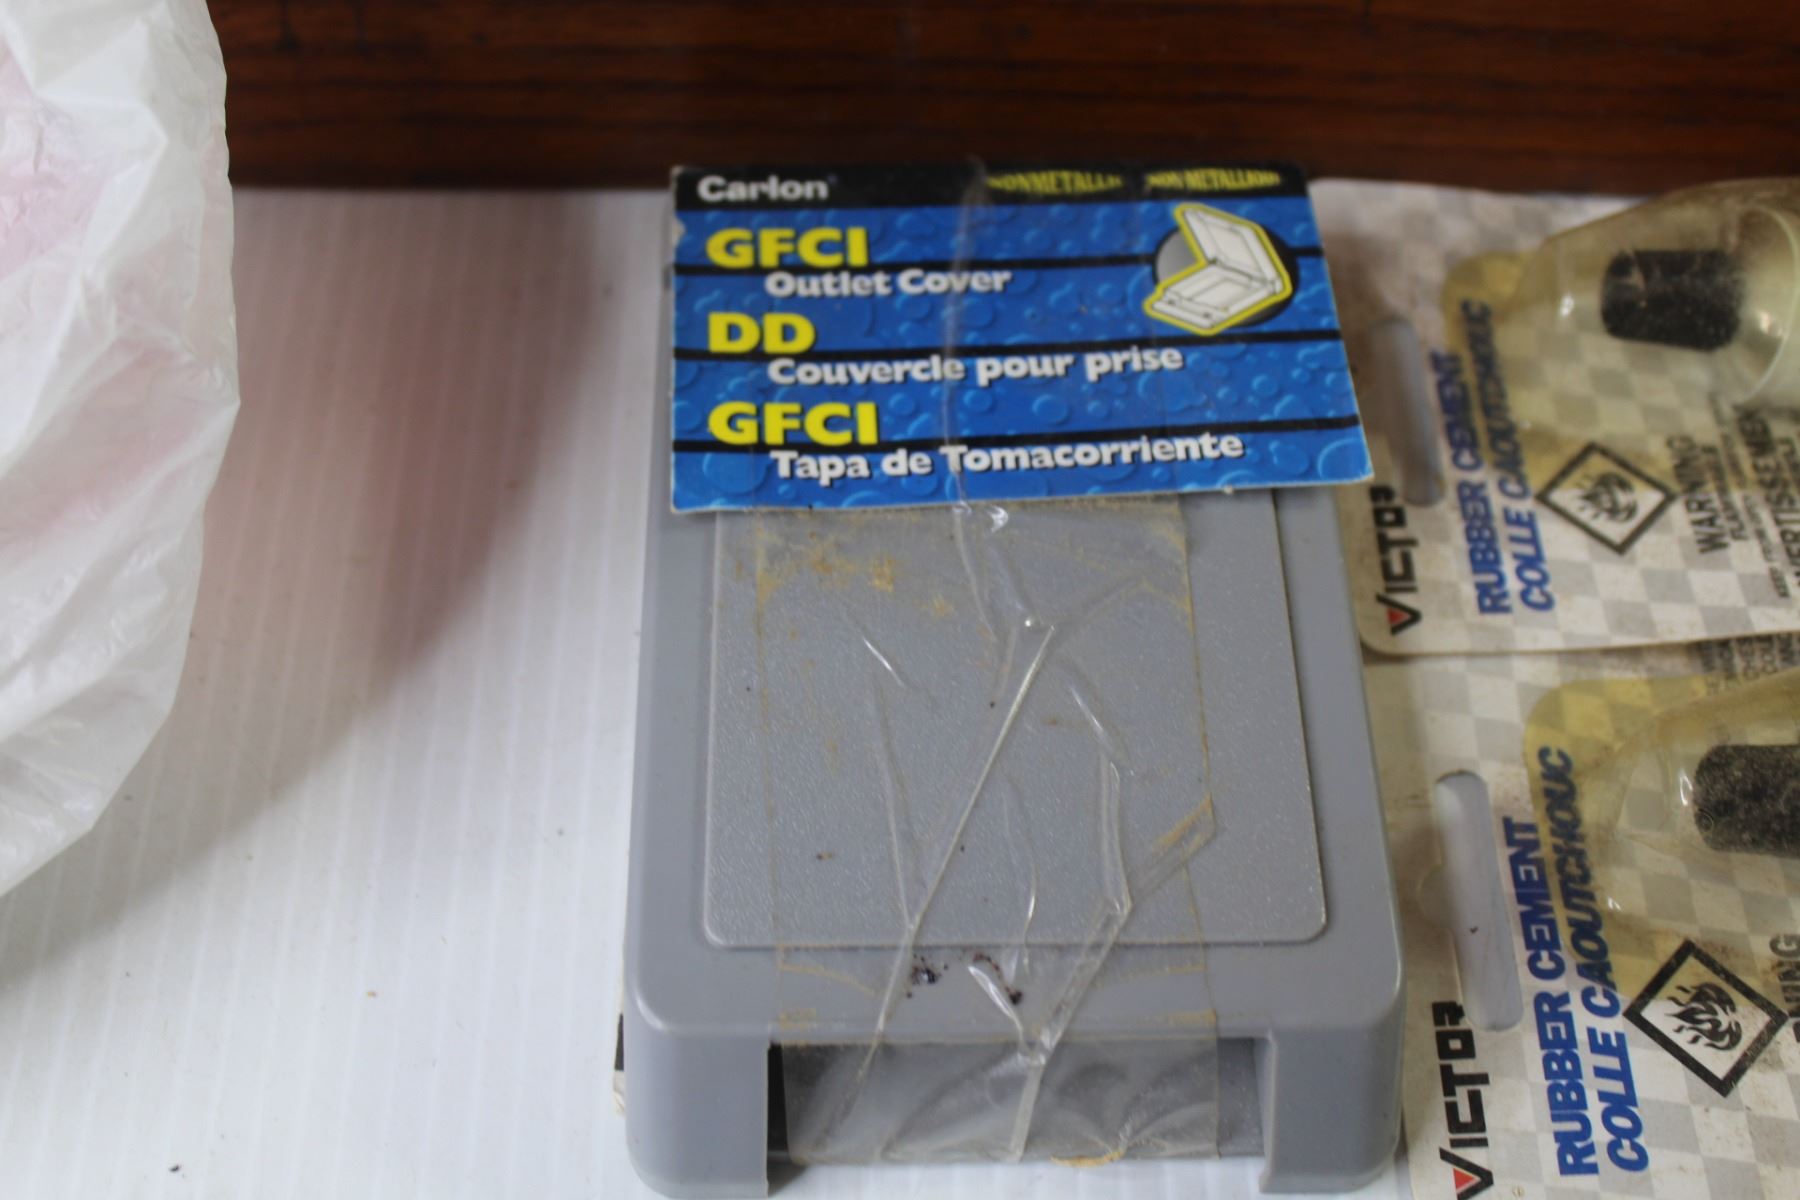 Carlon
NONMETALLIC NON METALLIQUE
GFCI
Outlet Cover
DD
Couvercle pour prise
GFCI
Tapa de Tomacorriente
VICTOR
RUBBER CEMENT
COLLE CAOUTCHOUC
WARNING
VICTOR
RUBBER CEMENT
COLLE CAOUTCHOUC